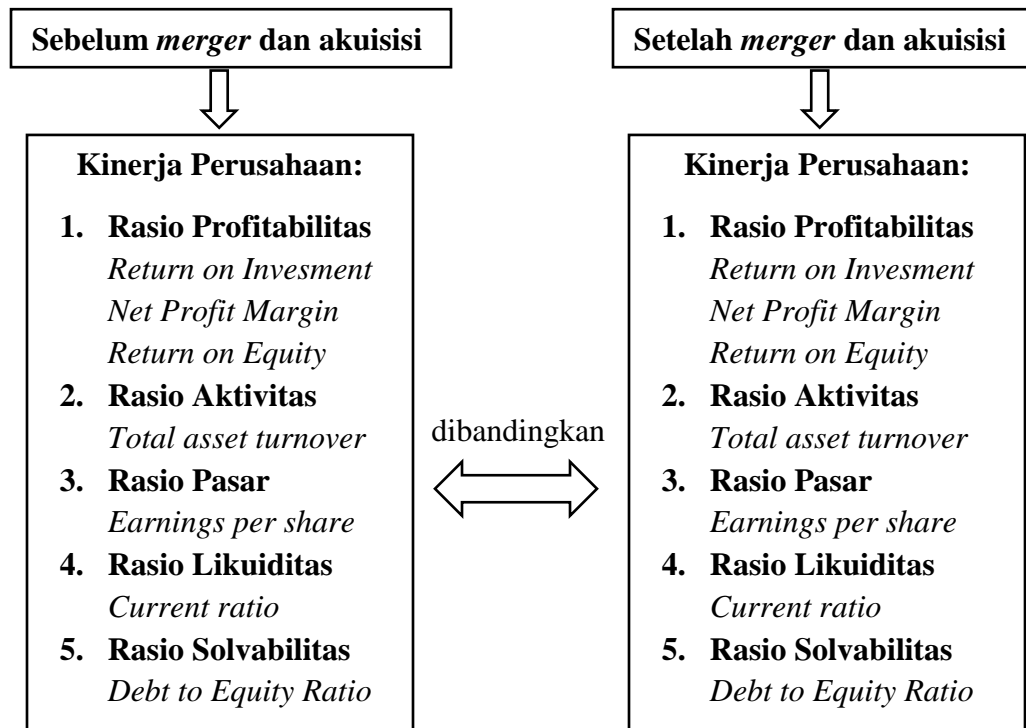 Sebelum merger dan akuisisi
Kinerja Perusahaan:
1. Rasio Profitabilitas
Return on Invesment
Net Profit Margin
Return on Equity
2. Rasio Aktivitas
Total asset turnover
3. Rasio Pasar
Earnings per share
4. Rasio Likuiditas
Current ratio
5. Rasio Solvabilitas
Debt to Equity Ratio
dibandingkan
Setelah merger dan akuisisi
Kinerja Perusahaan:
1. Rasio Profitabilitas
Return on Invesment
Net Profit Margin
Return on Equity
2. Rasio Aktivitas
Total asset turnover
3. Rasio Pasar
Earnings per share
4. Rasio Likuiditas
Current ratio
5. Rasio Solvabilitas
Debt to Equity Ratio